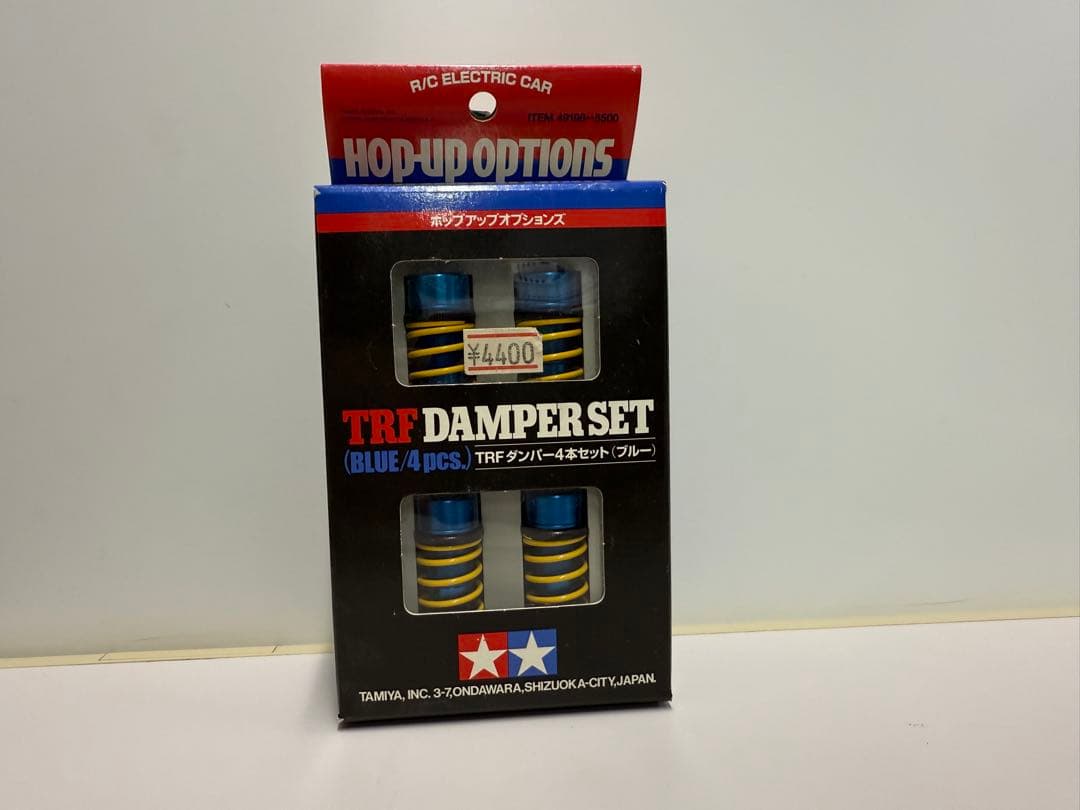 R/C ELECTRIC CAR
HOP-UP OPTIONS
ホップアップオプションズ
¥4400
TRF DAMPER SET
(BLUE/4pcs.) TRFダンパー4本セット(ブルー)
TAMIYA, INC. 3-7,ONDAWARA,SHIZUOKA-CITY,JAPAN.